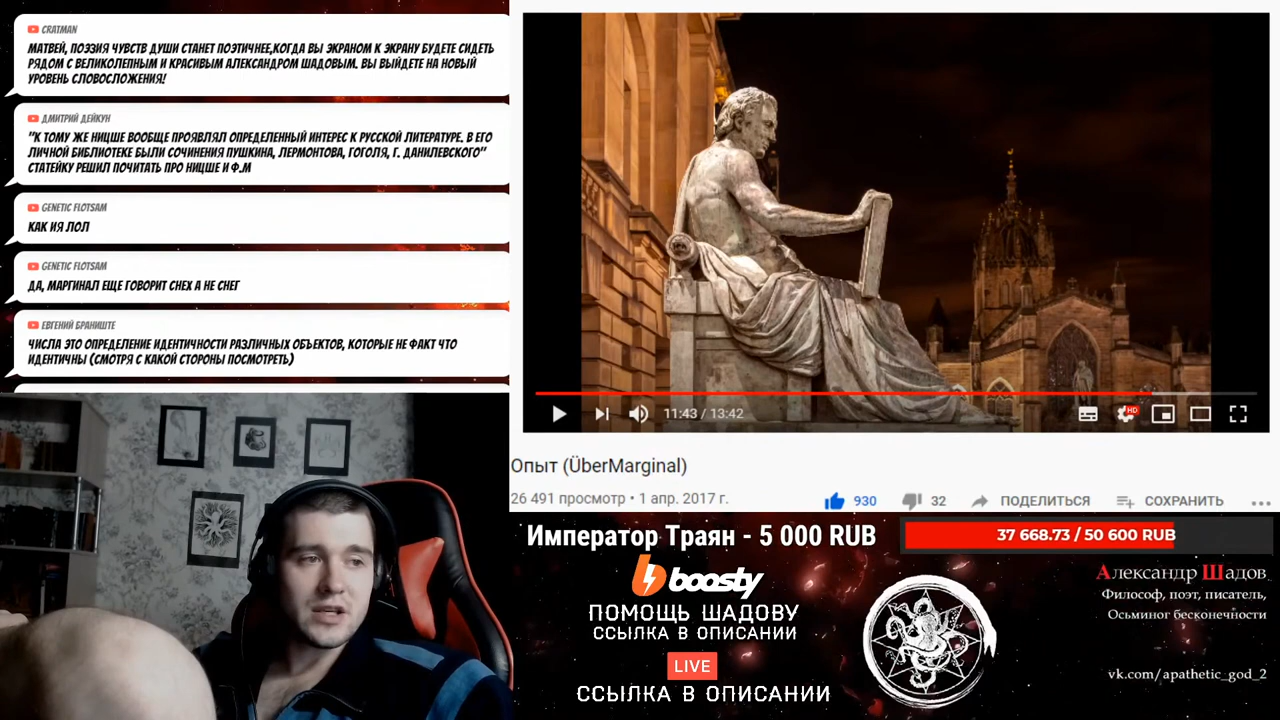 CRATMAN
МАТВЕЙ, ПОЭЗИЯ ЧУВСТВ ДУШИ СТАНЕТ ПОЭТИЧНЕЕ,КОГДА ВЫ ЭКРАНОМ К ЭКРАНУ БУДЕТЕ СИДЕТЬ
РЯДОМ С ВЕЛИКОЛЕПНЫМ И КРАСИВЫМ АЛЕКСАНДРОМ ШАДОВЫМ. ВЫ ВЫЙДЕТЕ НА НОВЫЙ
УРОВЕНЬ СЛОВОСЛОЖЕНИЯ!
ДМИТРИЙ ДЕЙКУН
"К ТОМУ ЖЕ НИЦШЕ ВООБЩЕ ПРОЯВЛЯЛ ОПРЕДЕЛЕННЫЙ ИНТЕРЕС К РУССКОЙ ЛИТЕРАТУРЕ. В ЕГО
ЛИЧНОЙ БИБЛИОТЕКЕ БЫЛИ СОЧИНЕНИЯ ПУШКИНА, ЛЕРМОНТОВА, ГОГОЛЯ, Г. ДАНИЛЕВСКОГО"
СТАТЕЙКУ РЕШИЛ ПОЧИТАТЬ ПРО НИЦШЕ И Ф.М
GENETIC FLOTSAM
КАК ИЯ ЛОЛ
GENETIC FLOTSAM
ДА, МАРГИНАЛ ЕЩЕ ГОВОРИТ СНЕХ А НЕ СНЕГ
ЕВГЕНИЙ БРАНИШТЕ
ЧИСЛА ЭТО ОПРЕДЕЛЕНИЕ ИДЕНТИЧНОСТИ РАЗЛИЧНЫХ ОБЪЕКТОВ, КОТОРЫЕ НЕ ФАКТ ЧТО
ИДЕНТИЧНЫ (СМОТРЯ С КАКОЙ СТОРОНЫ ПОСМОТРЕТЬ)
11:43 / 13:42
HD
Опыт (ÜberMarginal)
26 491 просмотр • 1 апр. 2017 г.
930
32
ПОДЕЛИТЬСЯ
СОХРАНИТЬ
Император Траян - 5 000 RUB
37 668.73 / 50 600 RUB
boosty
ПОМОЩЬ ШАДОВУ
ССЫЛКА В ОПИСАНИИ
LIVE
ССЫЛКА В ОПИСАНИИ
Александр Шадов
Философ, поэт, писатель,
Осьминог бесконечности
vk.com/apathetic_god_2